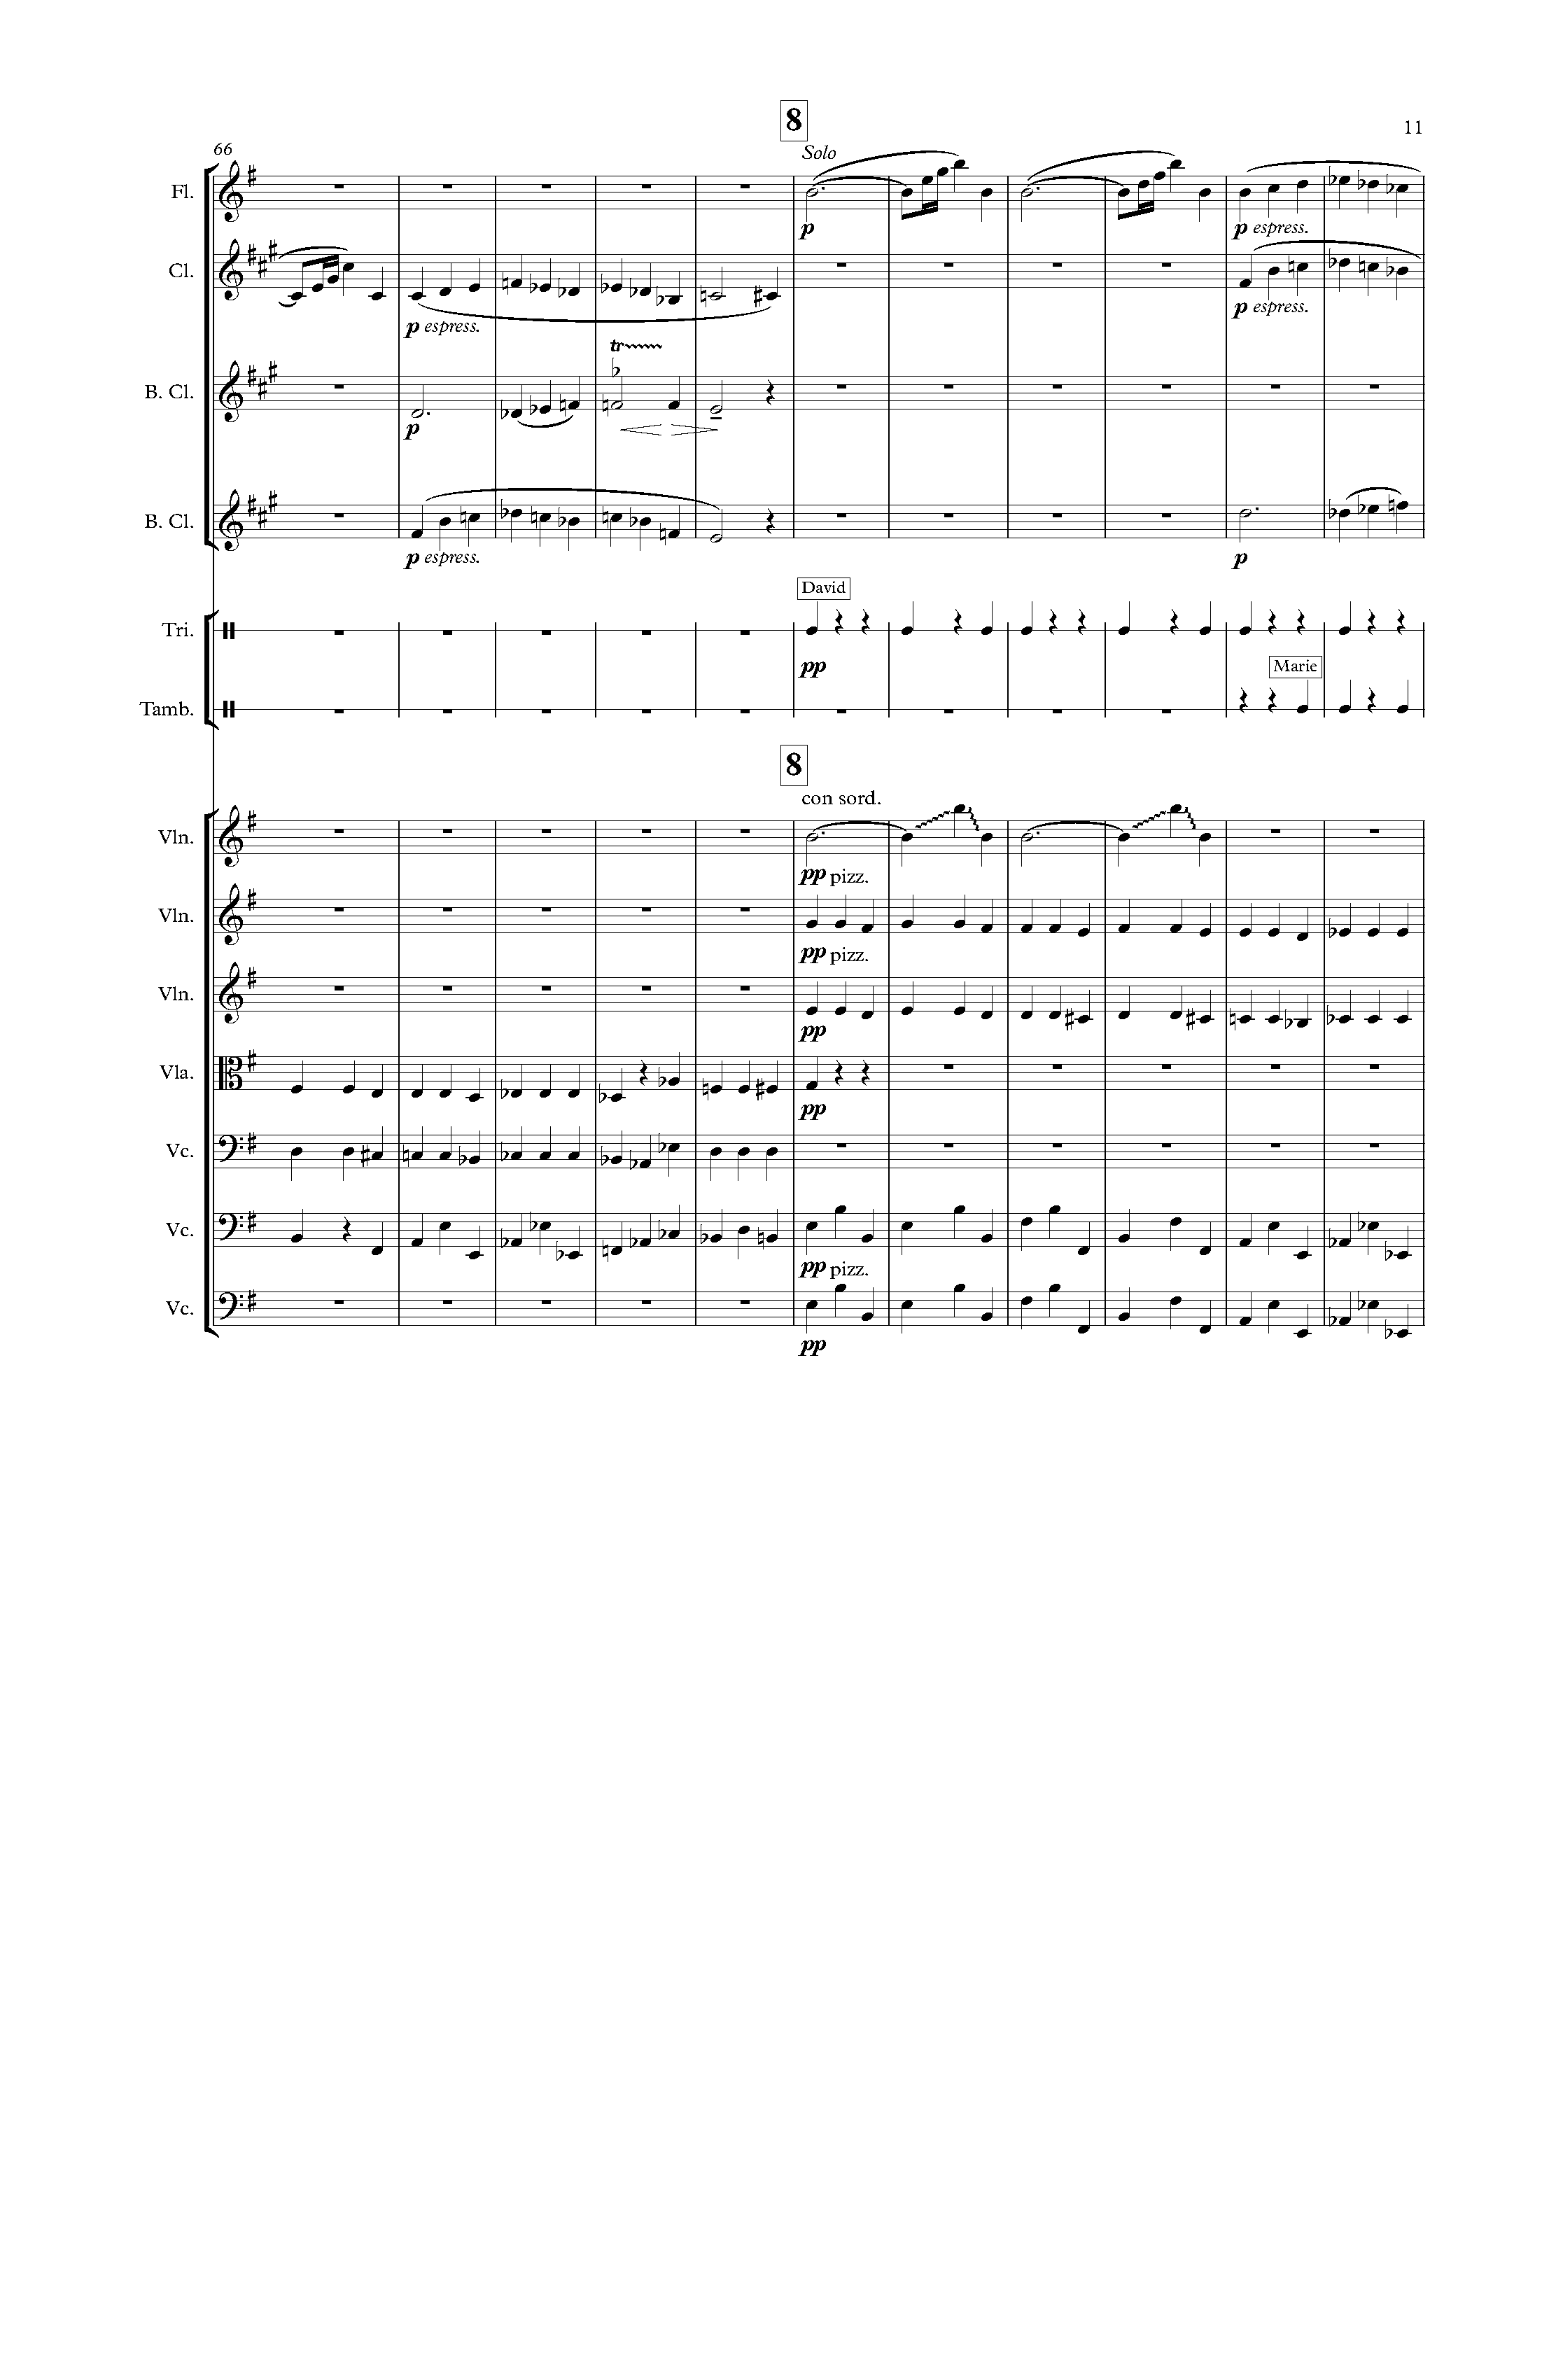 8
11
66
Solo
Fl.
p
p espress.
Cl.
p espress.
p espress.
tr
B. Cl.
p
B. Cl.
p espress.
p
David
Tri.
pp
Marie
Tamb.
8
con sord.
Vln.
pp pizz.
Vln.
pp pizz.
Vln.
pp
Vla.
pp
Vc.
Vc.
pp pizz.
Vc.
pp